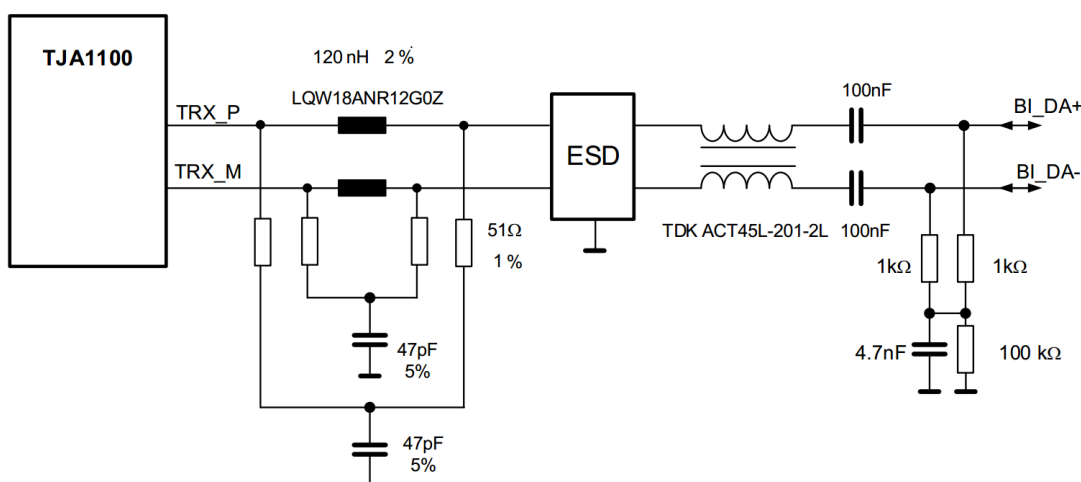 TJA1100
120 nH 2 %
LQW18ANR12G0Z
TRX_P
TRX_M
ESD
100nF
BI_DA+
BI_DA-
TDK ACT45L-201-2L
100nF
51Ω
1 %
1kΩ
1kΩ
47pF
5%
4.7nF
100 kΩ
47pF
5%